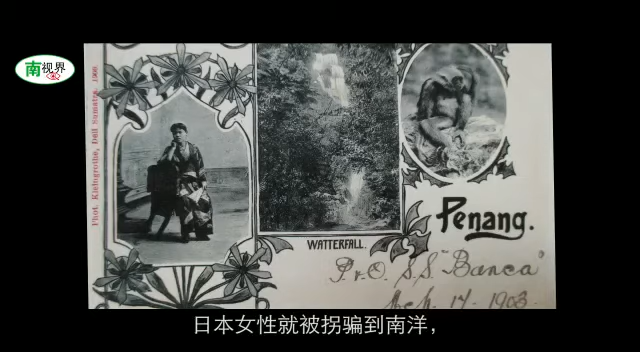 南视界
Phot. Kleingrothe, Deli Sumatra. 1900
WATTERFALL.
Penang.
P. & O. S.S. "Banca"
14 - 1903.
日本女性就被拐骗到南洋，